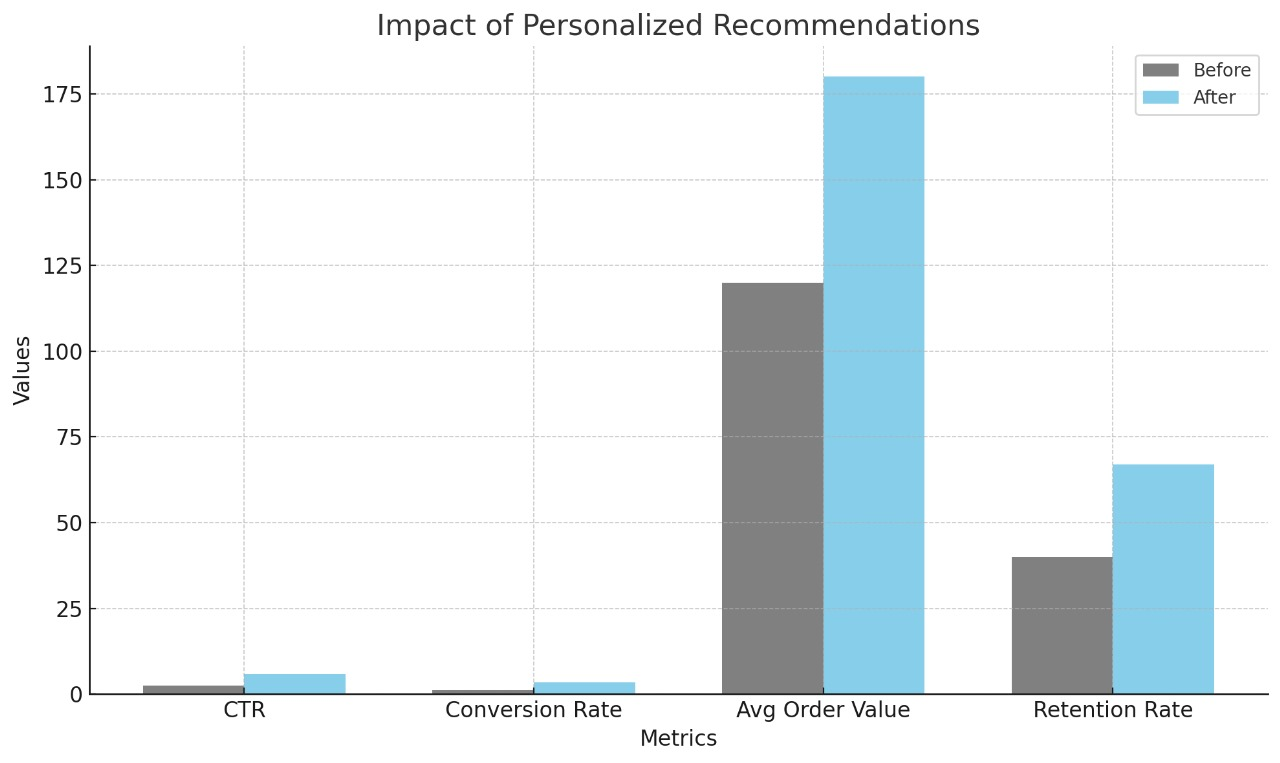 Impact of Personalized Recommendations
Before
After
175
150
125
100
75
50
25
0
Values
CTR
Conversion Rate
Avg Order Value
Retention Rate
Metrics